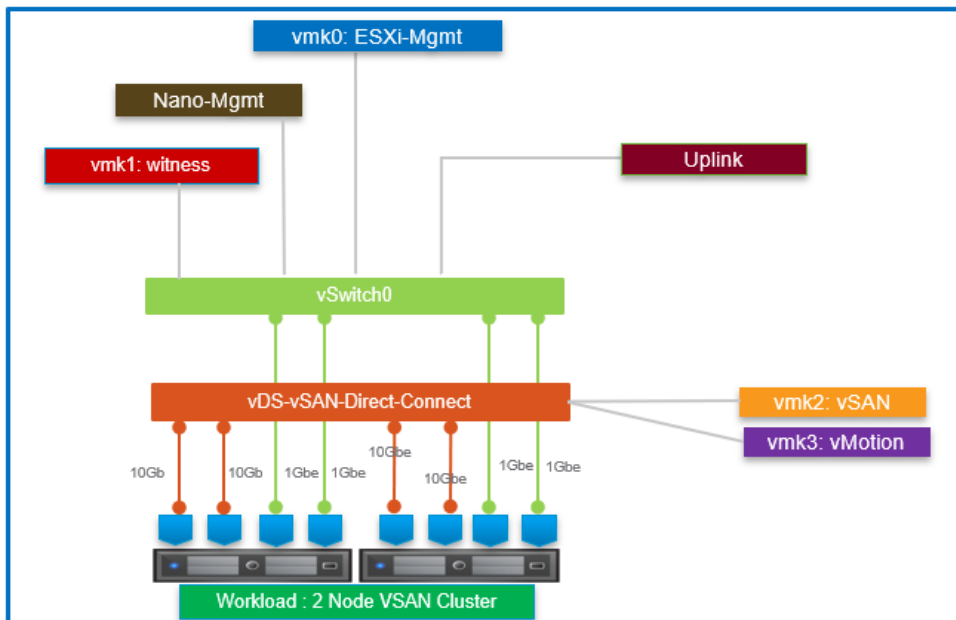 vmk0: ESXi-Mgmt
Nano-Mgmt
vmk1: witness
Uplink
vSwitch0
vDS-vSAN-Direct-Connect
vmk2: vSAN
vmk3: vMotion
10Gb
10Gb
1Gbe
1Gbe
10Gbe
10Gbe
1Gbe
1Gbe
Workload : 2 Node VSAN Cluster